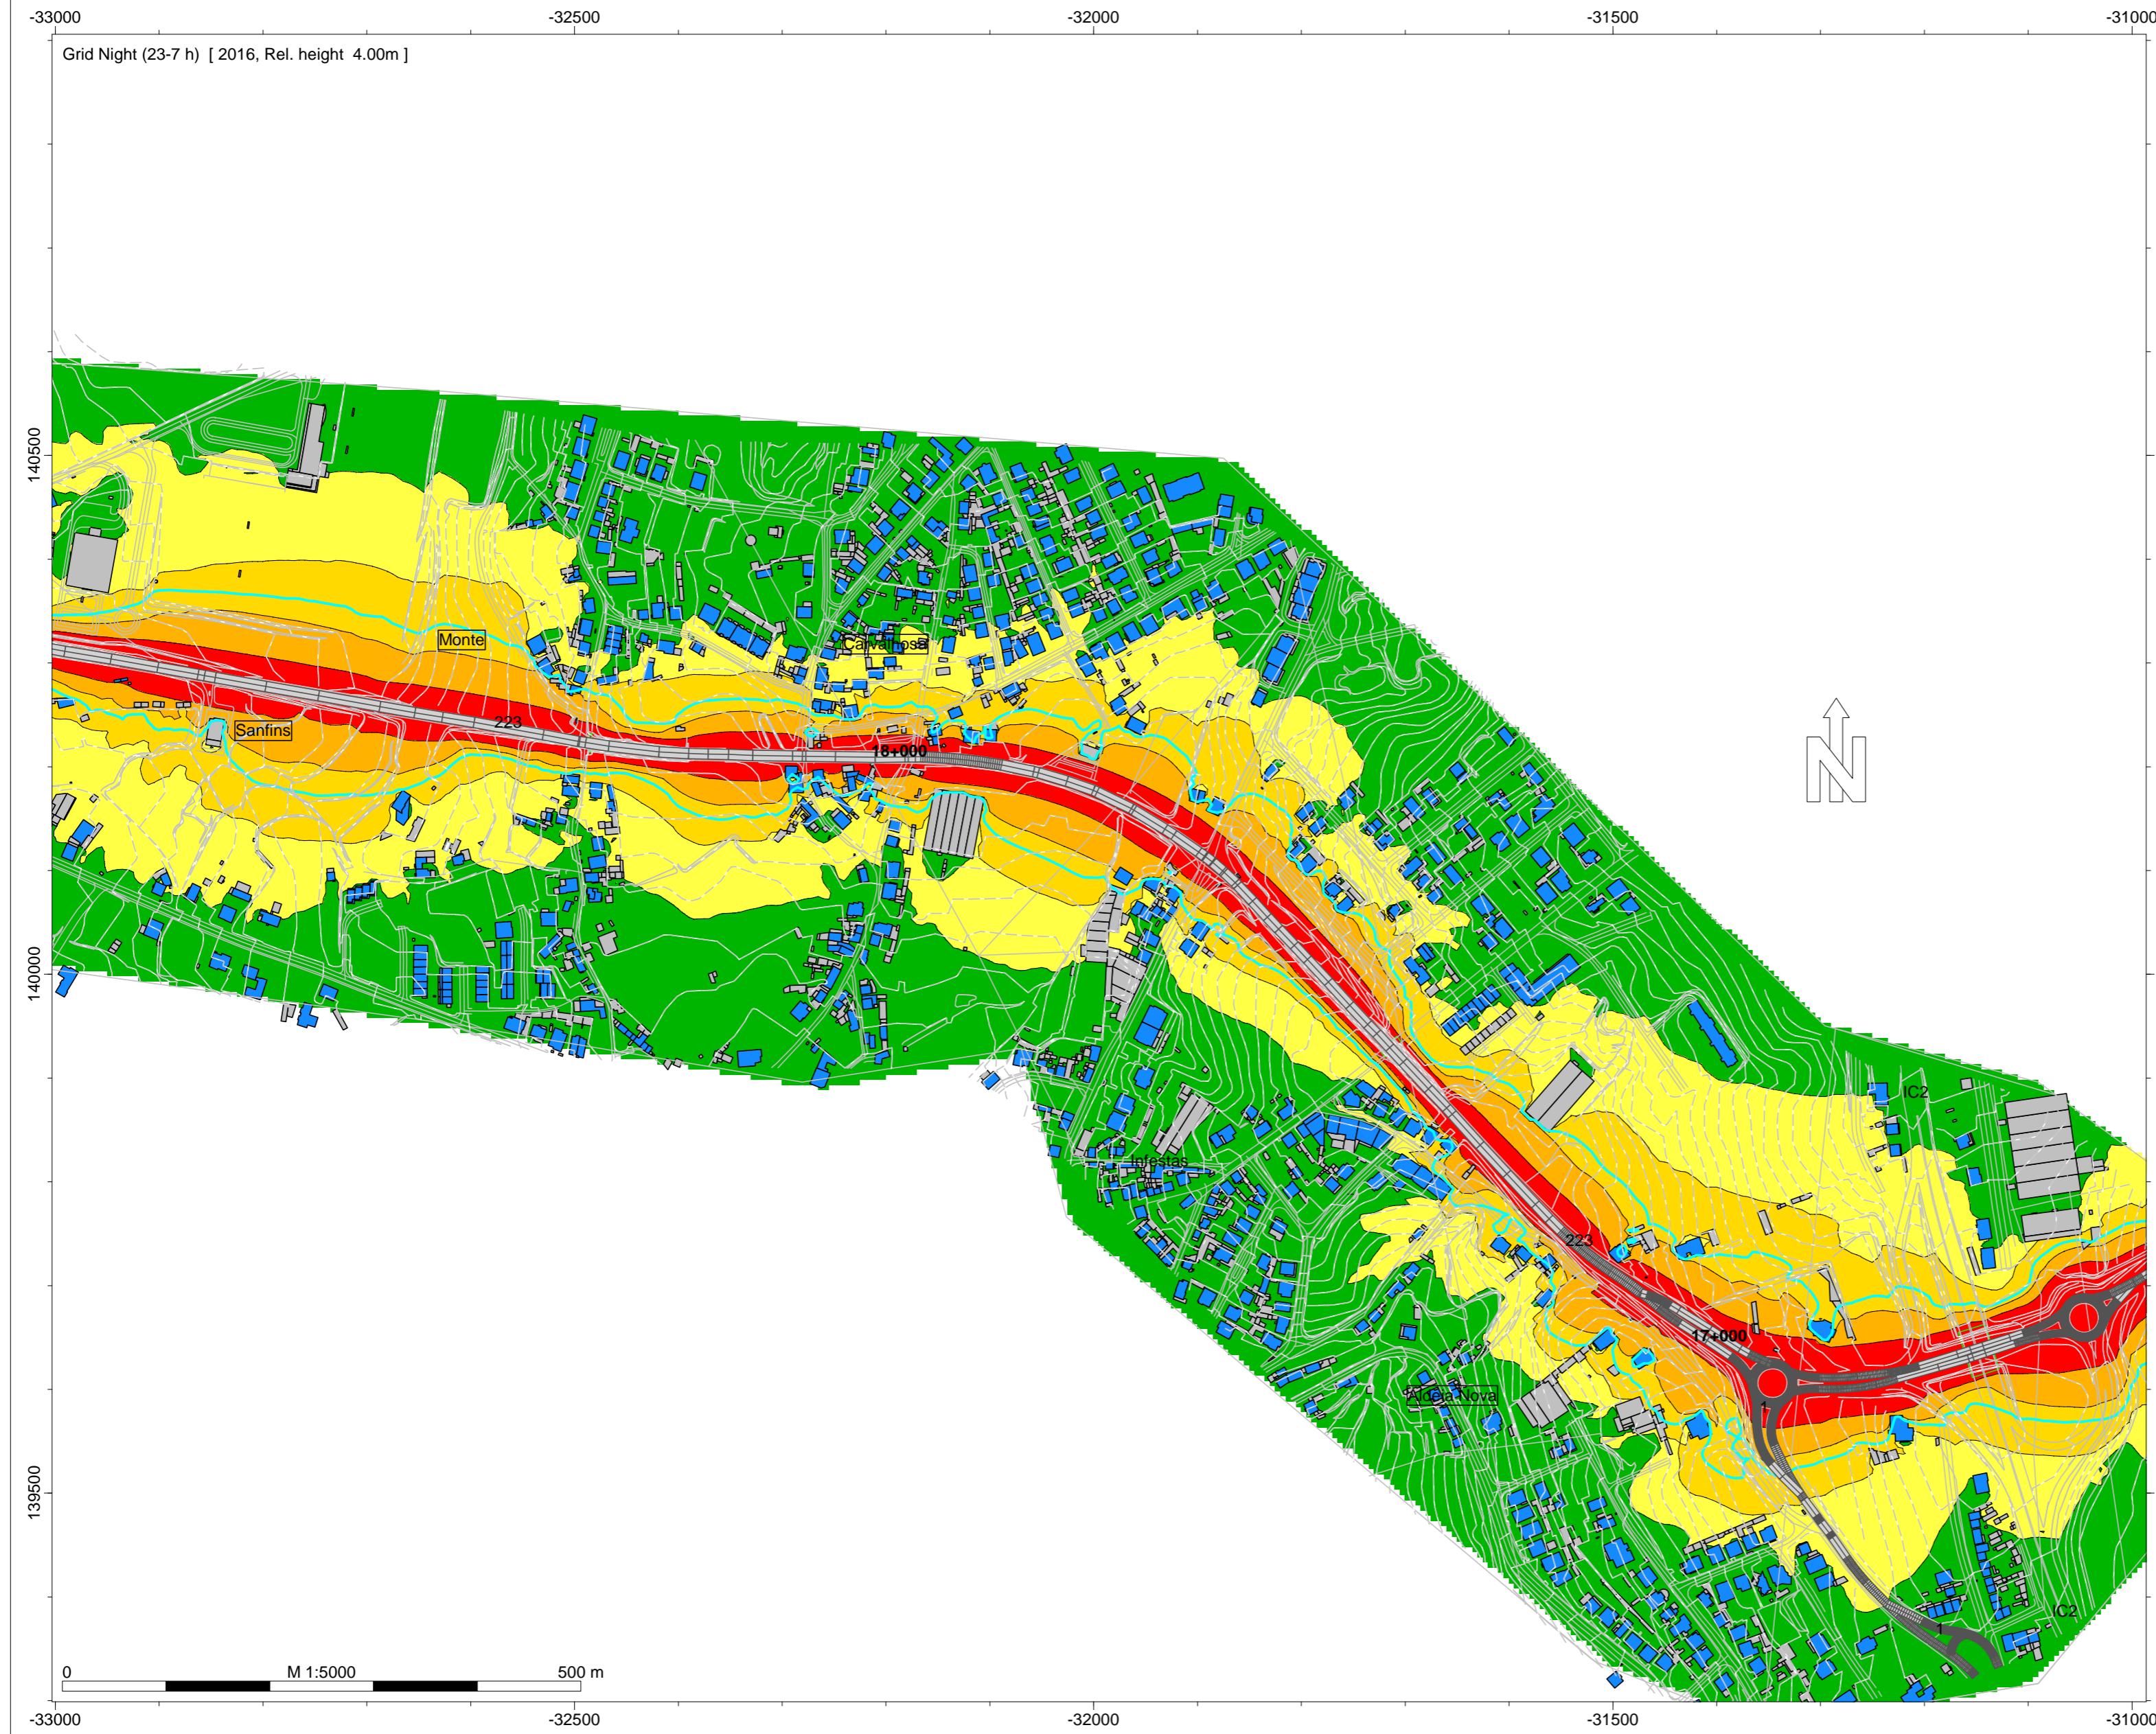 -33000 -32500 -32000 -31500 -31000
Grid Night (23-7 h) [ 2016, Rel. height 4.00m ]
140500
Monte
Carvalhosa
Sanfins
223
18+000
140000
IC2
Infestas
223
17+000
Aldeia Nova
1
139500
IC2
1
N
0 M 1:5000 500 m
-33000 -32500 -32000 -31500 -31000